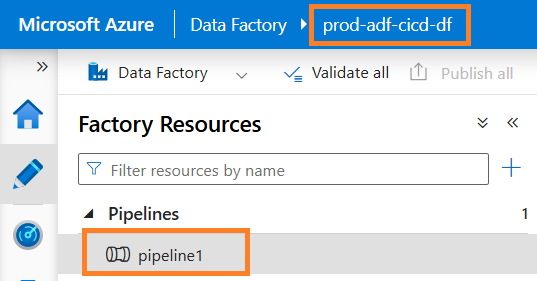 Microsoft Azure Data Factory prod-adf-cicd-df
Data Factory Validate all Publish all
Factory Resources
Filter resources by name
Pipelines 1
pipeline1